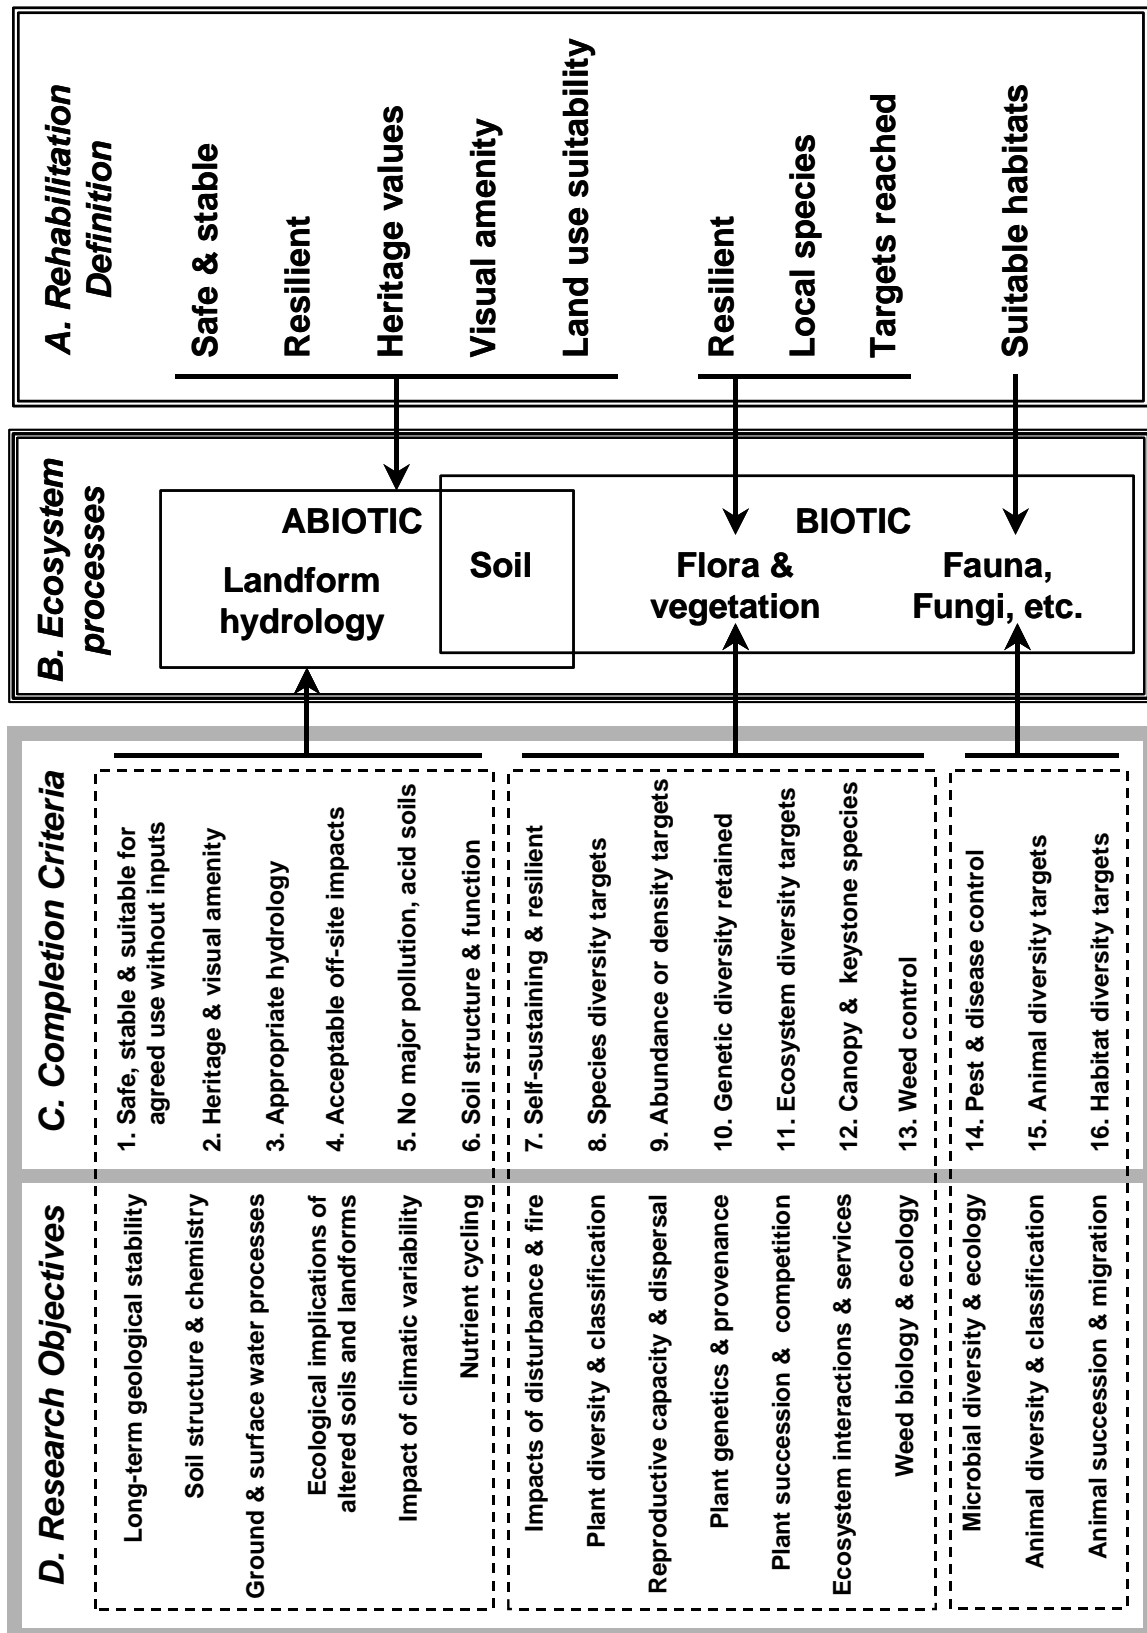 A. Rehabilitation
Definition
Safe & stable
Resilient
Heritage values
Visual amenity
Land use suitability
Resilient
Local species
Targets reached
Suitable habitats
B. Ecosystem
processes
ABIOTIC
Landform
hydrology
Soil
BIOTIC
Flora &
vegetation
Fauna,
Fungi, etc.
C. Completion Criteria
1. Safe, stable & suitable for
agreed use without inputs
2. Heritage & visual amenity
3. Appropriate hydrology
4. Acceptable off-site impacts
5. No major pollution, acid soils
6. Soil structure & function
7. Self-sustaining & resilient
8. Species diversity targets
9. Abundance or density targets
10. Genetic diversity retained
11. Ecosystem diversity targets
12. Canopy & keystone species
13. Weed control
14. Pest & disease control
15. Animal diversity targets
16. Habitat diversity targets
D. Research Objectives
Long-term geological stability
Soil structure & chemistry
Ground & surface water processes
Ecological implications of
altered soils and landforms
Impact of climatic variability
Nutrient cycling
Impacts of disturbance & fire
Plant diversity & classification
Reproductive capacity & dispersal
Plant genetics & provenance
Plant succession & competition
Ecosystem interactions & services
Weed biology & ecology
Microbial diversity & ecology
Animal diversity & classification
Animal succession & migration